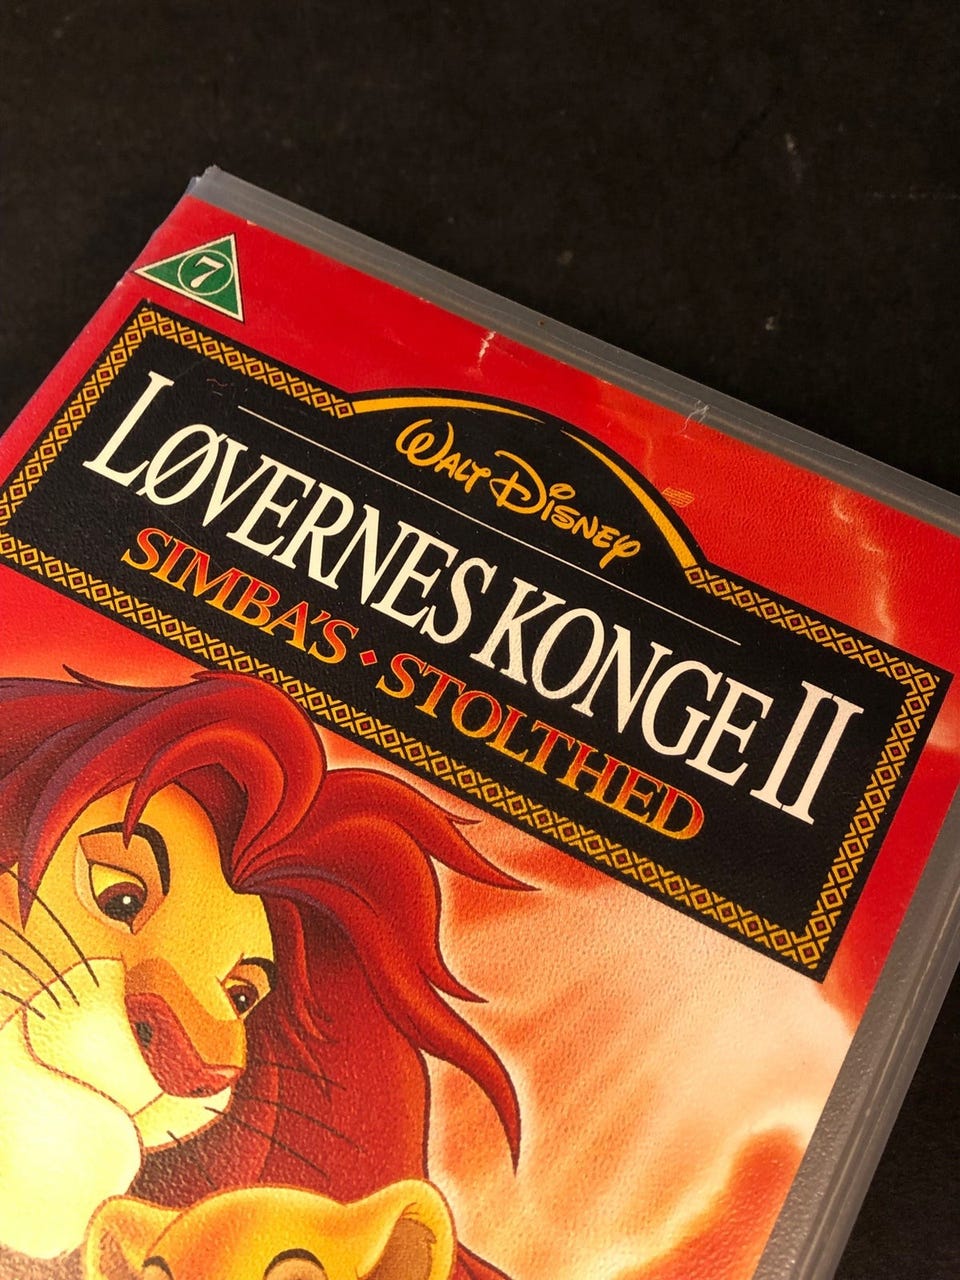 7
WALT DISNEY
LØVERNES KONGE II
SIMBA'S • STOLTHED